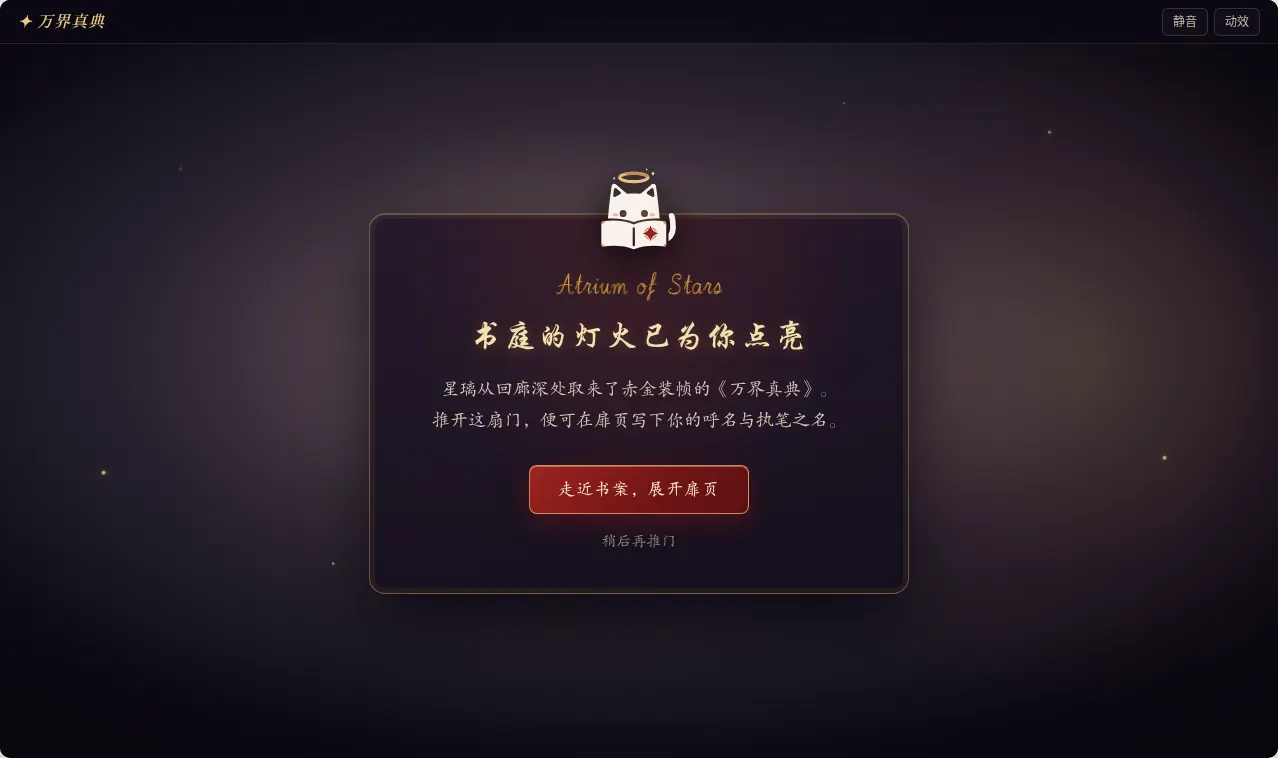 ✦ 万界真典
静音
动效
Atrium of Stars
书庭的灯火已为你点亮
星璃从回廊深处取来了赤金装帧的《万界真典》。
推开这扇门，便可在扉页写下你的呼名与执笔之名。
走近书案，展开扉页
稍后再推门